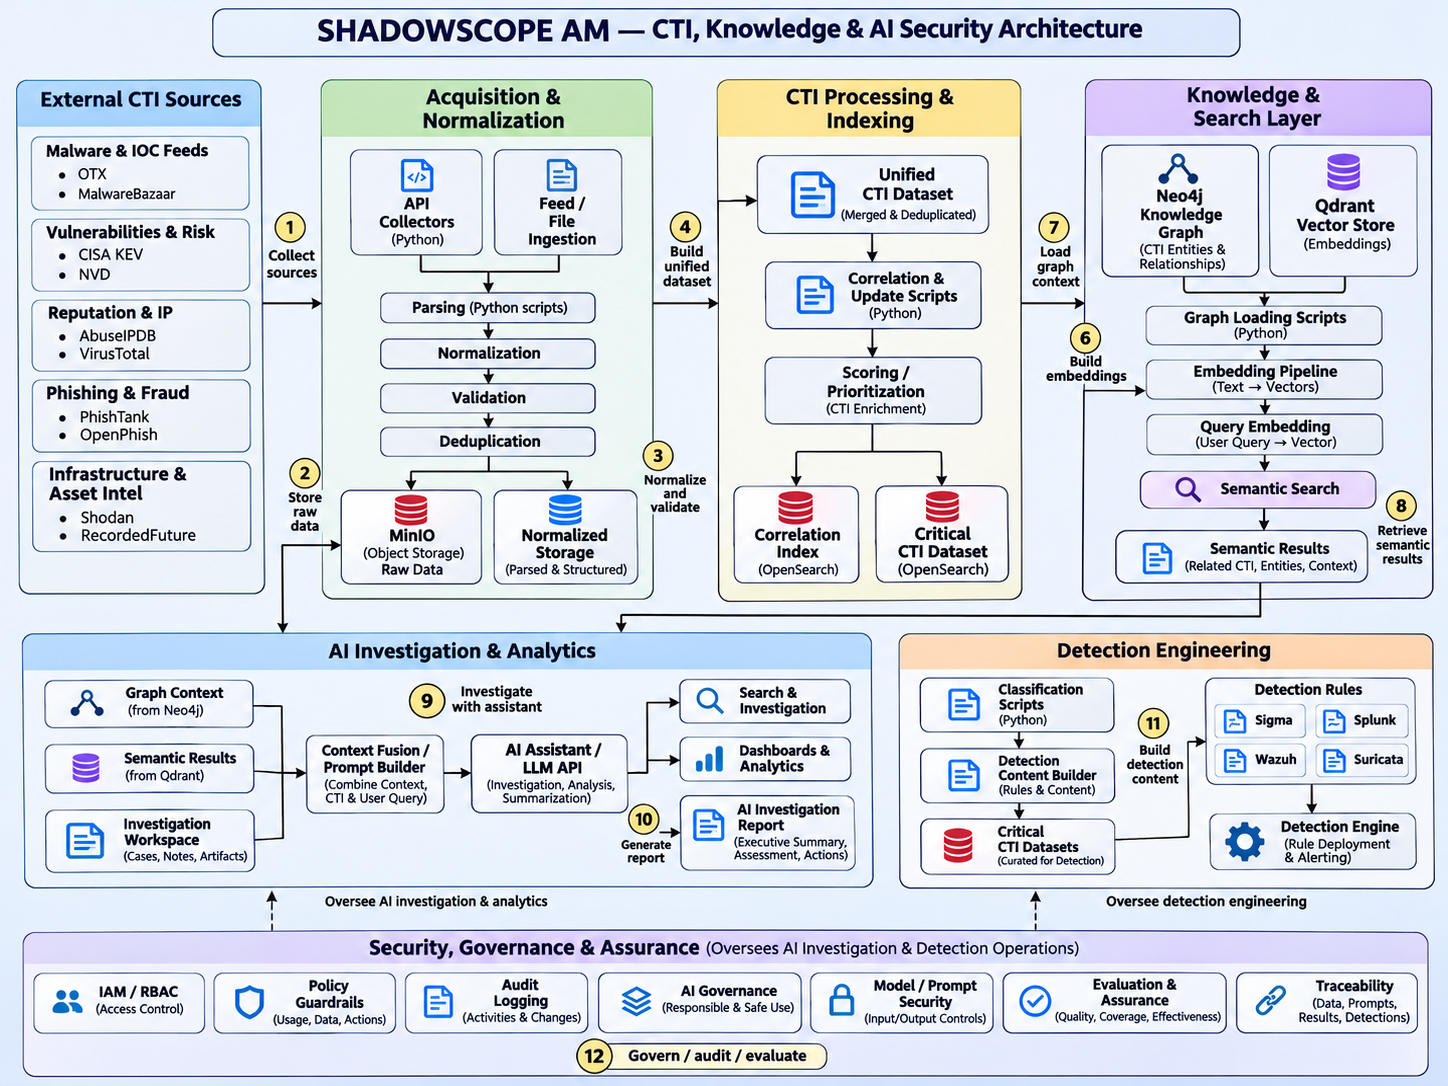 SHADOWSCOPE AM — CTI, Knowledge & AI Security Architecture
External CTI Sources
Malware & IOC Feeds
• OTX
• MalwareBazaar
Vulnerabilities & Risk
• CISA KEV
• NVD
Reputation & IP
• AbuseIPDB
• VirusTotal
Phishing & Fraud
• PhishTank
• OpenPhish
Infrastructure &
Asset Intel
• Shodan
• RecordedFuture
1
Collect
sources
2
Store
raw
data
Acquisition &
Normalization
API
Collectors
(Python)
Feed /
File
Ingestion
Parsing (Python scripts)
Normalization
Validation
Deduplication
MinIO
(Object Storage)
Raw Data
Normalized
Storage
(Parsed & Structured)
4
Build
unified
dataset
3
Normalize
and
validate
CTI Processing &
Indexing
Unified
CTI Dataset
(Merged & Deduplicated)
Correlation &
Update Scripts
(Python)
Scoring /
Prioritization
(CTI Enrichment)
Correlation
Index
(OpenSearch)
Critical
CTI Dataset
(OpenSearch)
7
Load
graph
context
6
Build
embeddings
Knowledge &
Search Layer
Neo4j
Knowledge
Graph
(CTI Entities &
Relationships)
Qdrant
Vector Store
(Embeddings)
Graph Loading Scripts
(Python)
Embedding Pipeline
(Text → Vectors)
Query Embedding
(User Query → Vector)
Semantic Search
Semantic Results
(Related CTI, Entities, Context)
8
Retrieve
semantic
results
AI Investigation & Analytics
Graph Context
(from Neo4j)
Semantic Results
(from Qdrant)
Investigation
Workspace
(Cases, Notes, Artifacts)
9
Investigate
with assistant
Context Fusion /
Prompt Builder
(Combine Context,
CTI & User Query)
AI Assistant /
LLM API
(Investigation, Analysis,
Summarization)
10
Generate
report
Search &
Investigation
Dashboards &
Analytics
AI Investigation
Report
(Executive Summary,
Assessment, Actions)
Detection Engineering
Classification
Scripts
(Python)
Detection
Content Builder
(Rules & Content)
Critical
CTI Datasets
(Curated for Detection)
11
Build
detection
content
Detection Rules
Sigma
Splunk
Wazuh
Suricata
Detection Engine
(Rule Deployment
& Alerting)
Oversee AI investigation & analytics
Oversee detection engineering
Security, Governance & Assurance (Oversees AI Investigation & Detection Operations)
IAM / RBAC
(Access Control)
Policy
Guardrails
(Usage, Data, Actions)
Audit
Logging
(Activities & Changes)
AI Governance
(Responsible & Safe Use)
Model / Prompt
Security
(Input/Output Controls)
Evaluation &
Assurance
(Quality, Coverage, Effectiveness)
Traceability
(Data, Prompts,
Results, Detections)
12
Govern / audit / evaluate